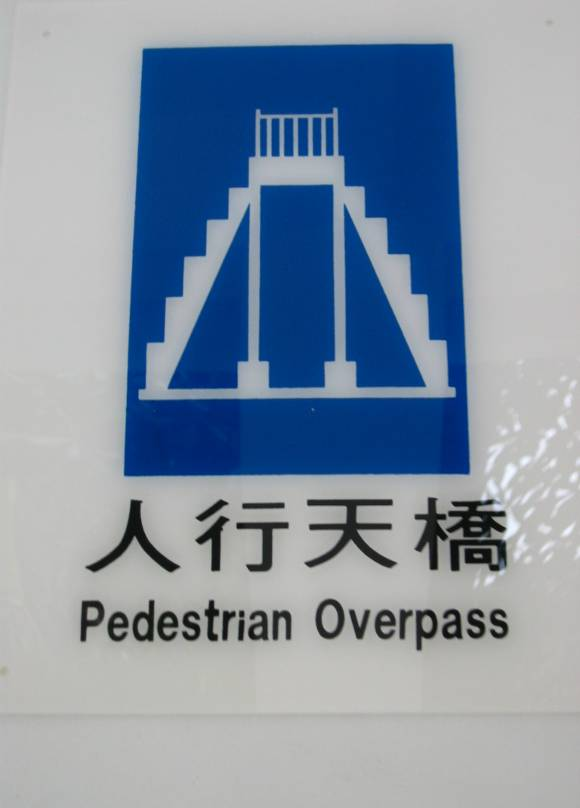 人行天橋
Pedestrian Overpass